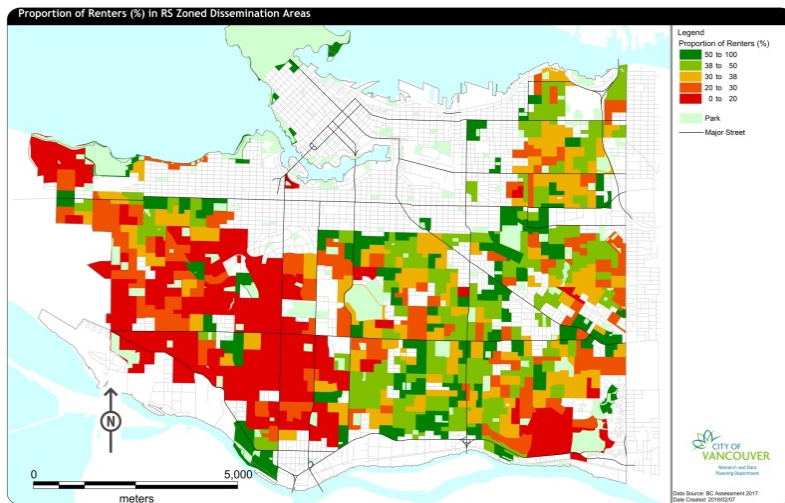 Proportion of Renters (%) in RS Zoned Dissemination Areas
Legend
Proportion of Renters (%)
50 to 100
38 to 50
30 to 38
20 to 30
0 to 20
Park
Major Street
N
0 5,000
meters
CITY OF
VANCOUVER
Research and Data
Planning Department
Data Source: BC Assessment 2017
Date Created: 2018/02/07